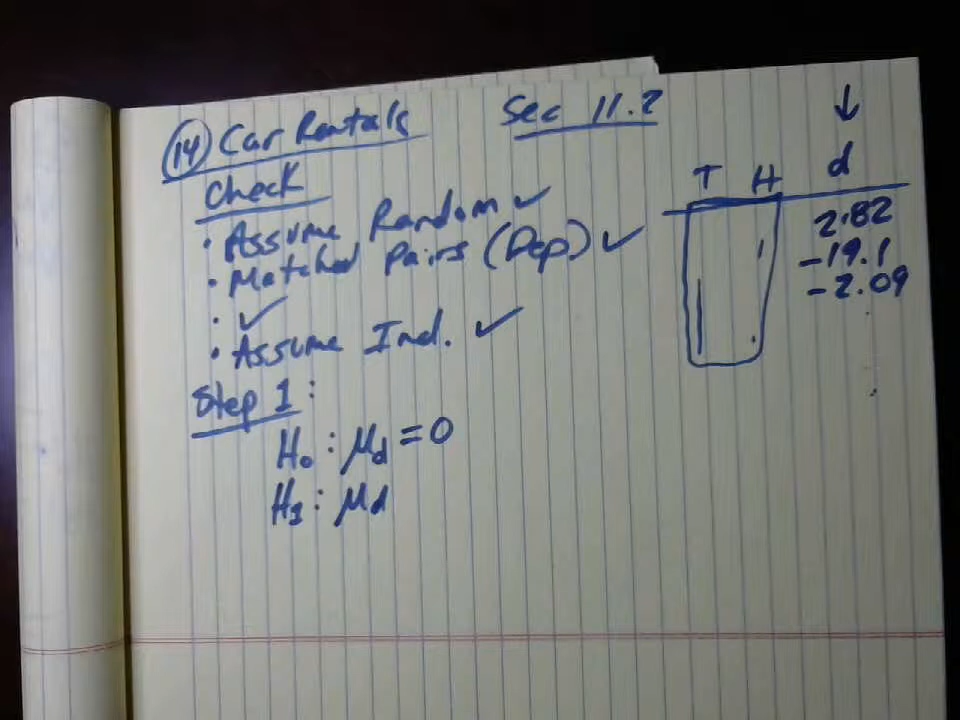 14 Car Rentals
Sec 11.2
Check
• Assume Random ✓
• Matched Pairs (Dep) ✓
• ✓
• Assume Ind. ✓
Step 1:
H₀: μd = 0
H₁: μd
↓
T H d
2.82
-19.1
-2.09